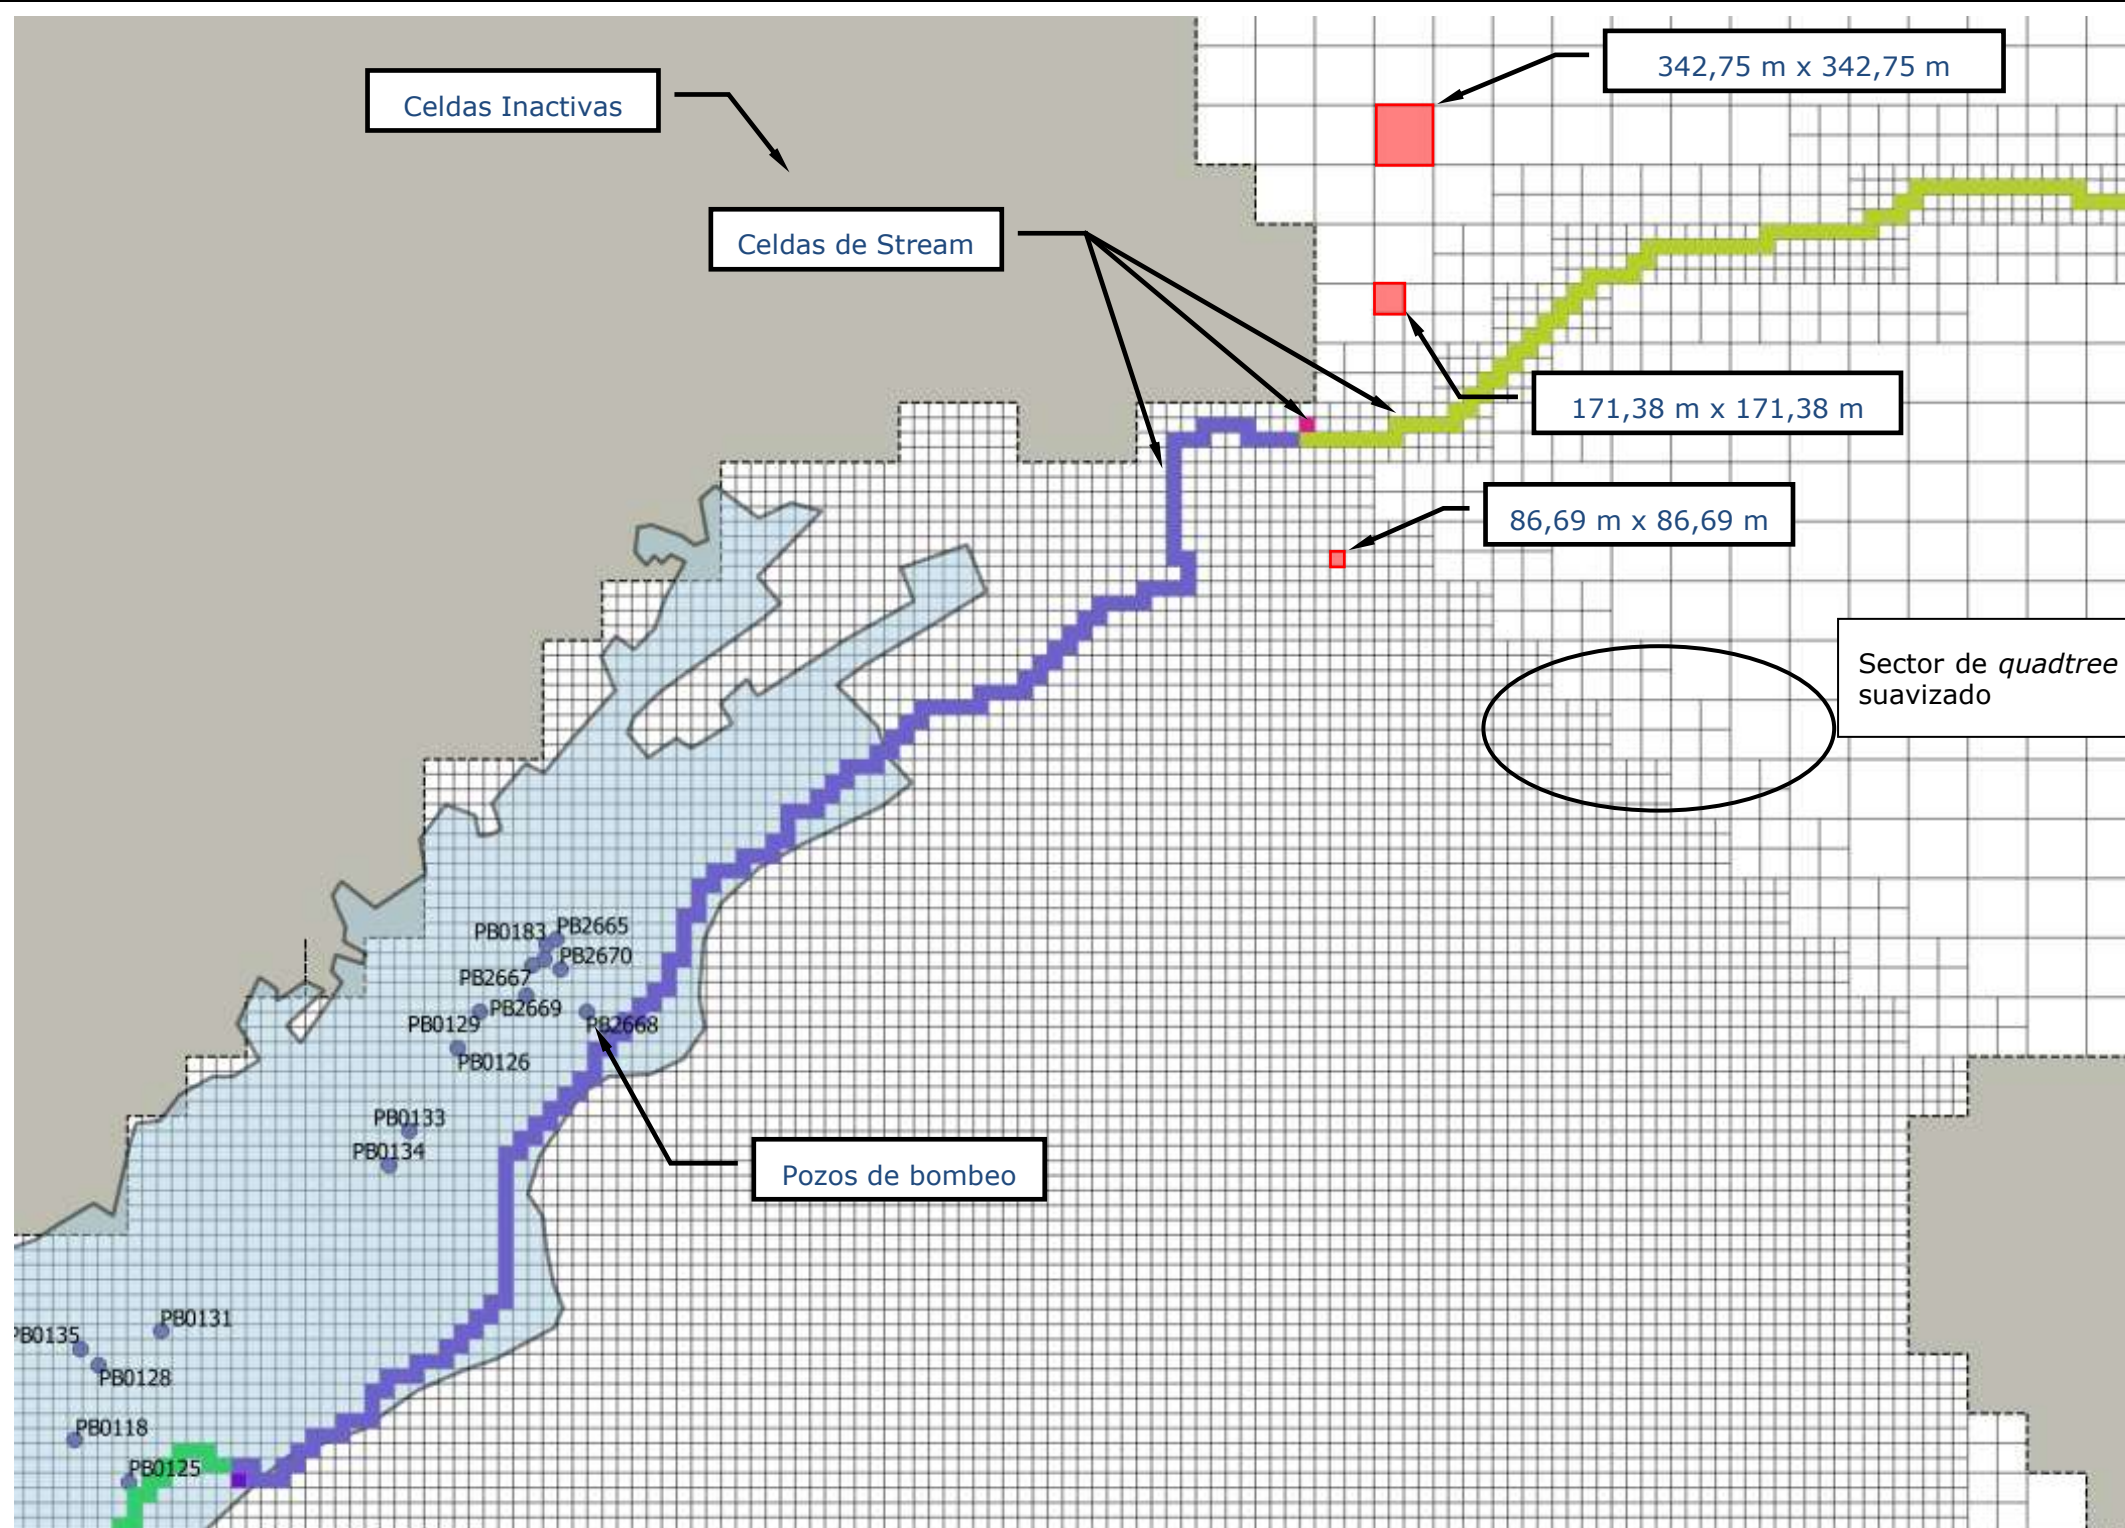 342,75 m x 342,75 m
Celdas Inactivas
Celdas de Stream
171,38 m x 171,38 m
86,69 m x 86,69 m
Sector de quadtree
suavizado
PB0183
PB2665
PB2670
PB2667
PB2669
PB0129
PB2668
PB0126
PB0133
PB0134
Pozos de bombeo
PB0131
PB0135
PB0128
PB0118
PB0125